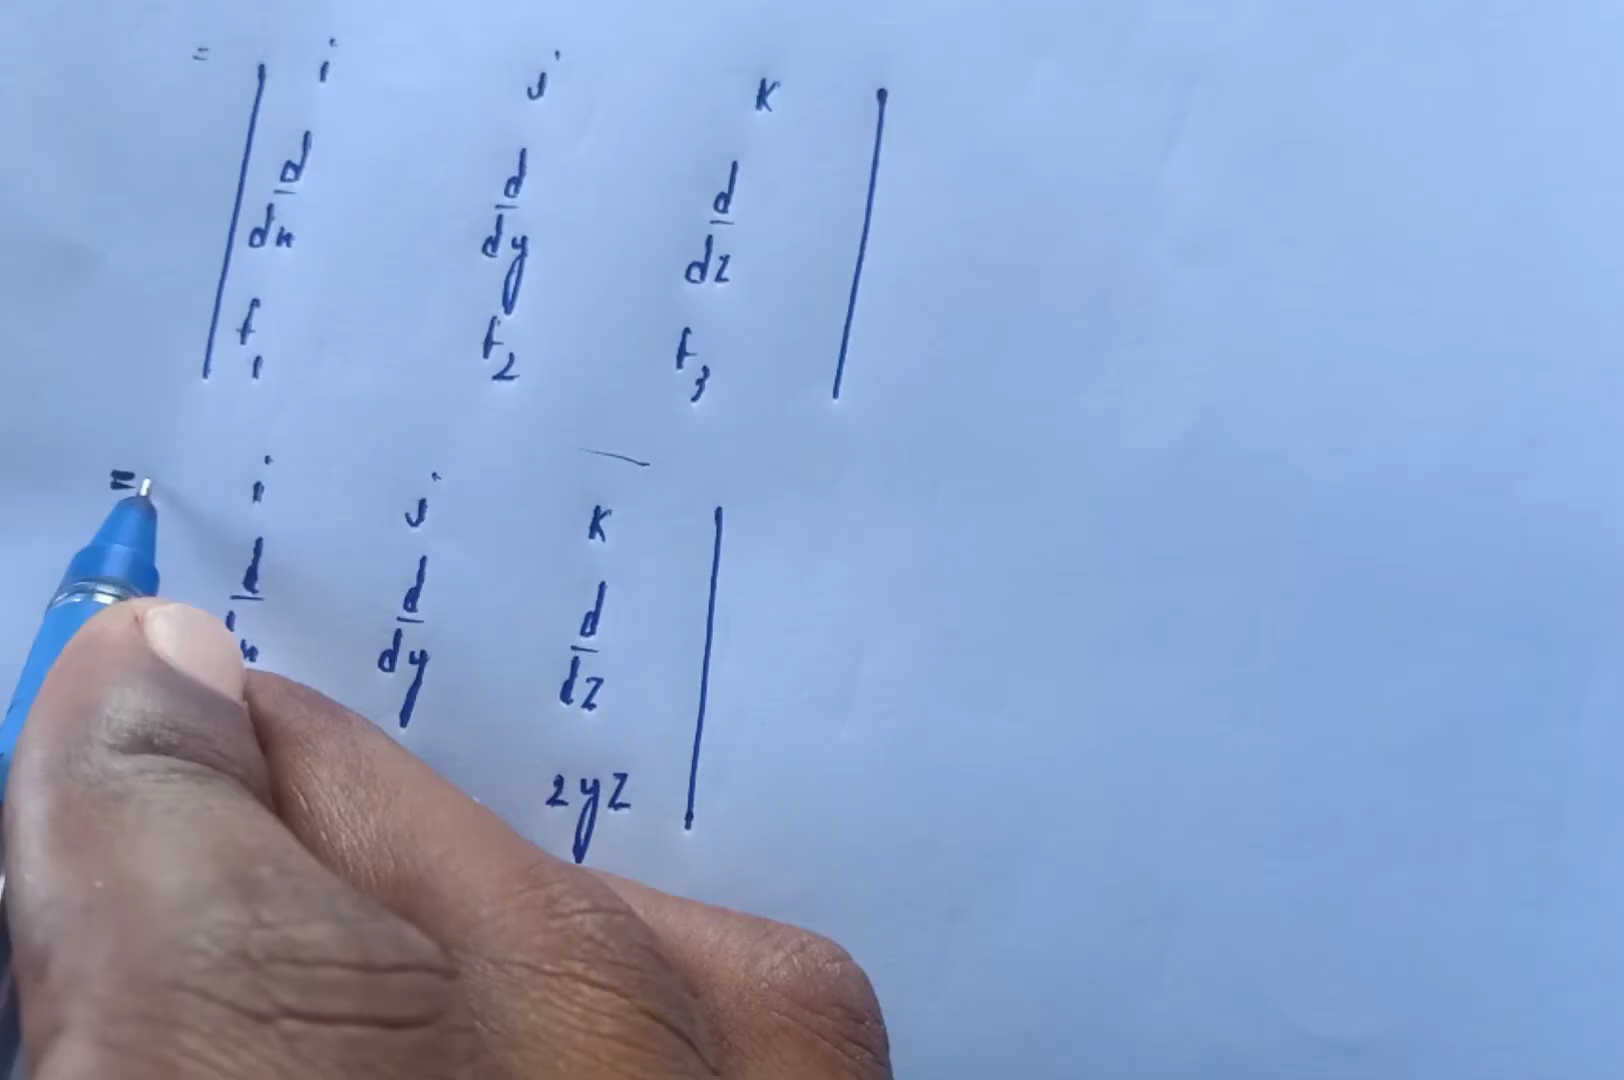 = i j k
d d d
dx dy dz
f1 f2 f3
= i j k
d d d
x dy dz
2yz